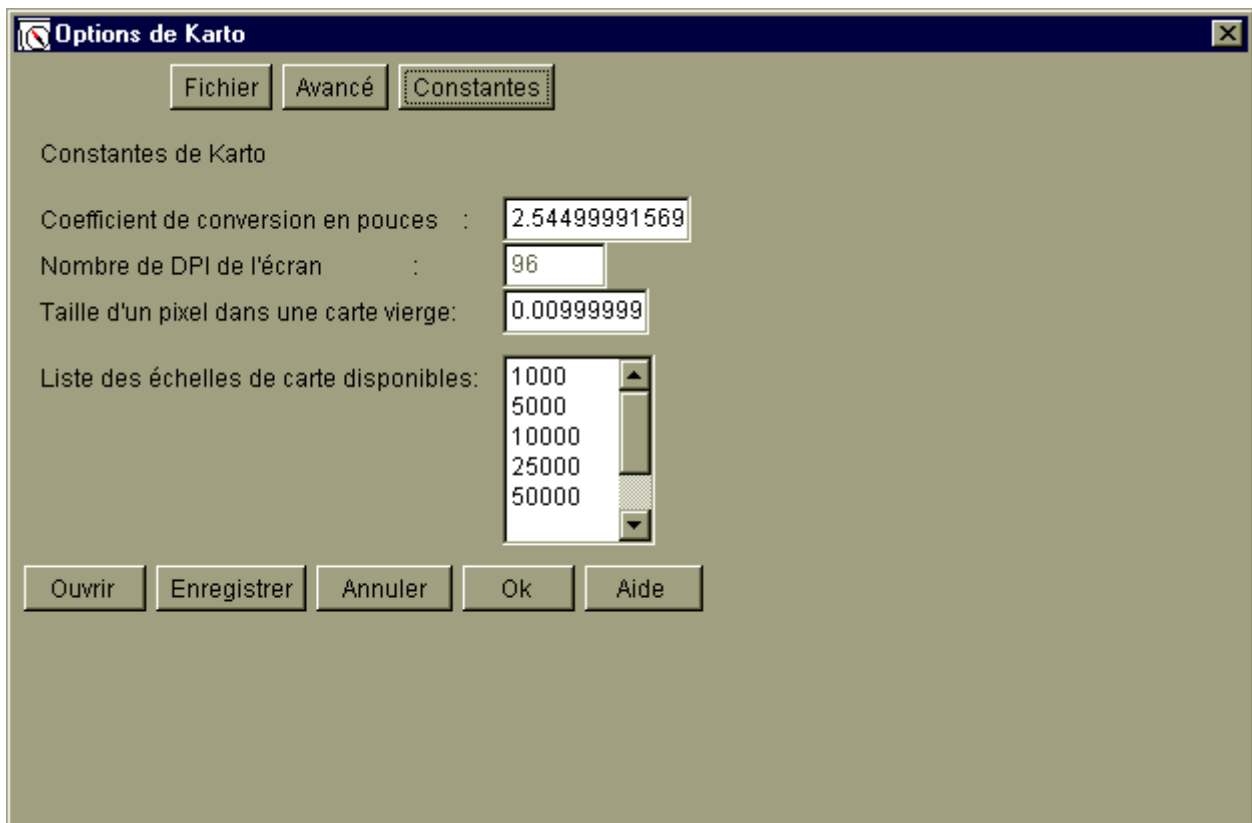 Options de Karto
Fichier Avancé Constantes
Constantes de Karto
Coefficient de conversion en pouces : 2.54499991569
Nombre de DPI de l'écran : 96
Taille d'un pixel dans une carte vierge: 0.00999999
Liste des échelles de carte disponibles: 1000
5000
10000
25000
50000
Ouvrir Enregistrer Annuler Ok Aide